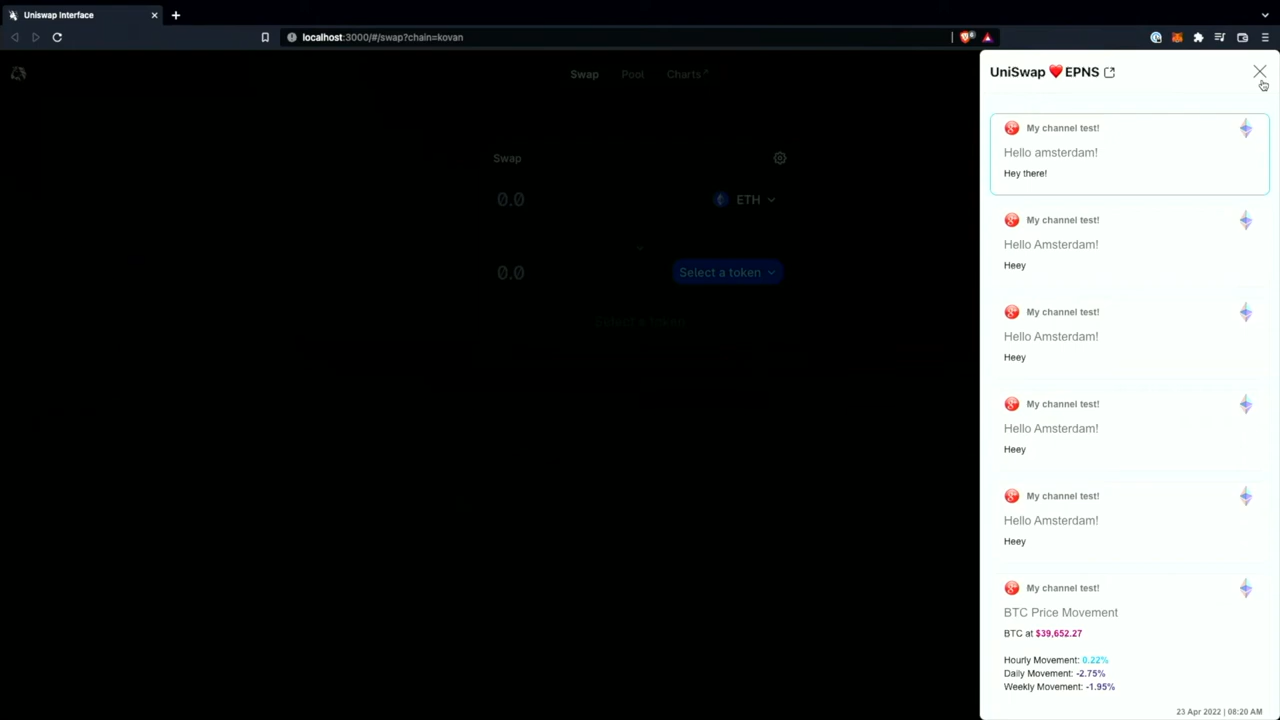 Uniswap Interface
localhost:3000/#/swap?chain=kovan
6
UniSwap ❤️EPNS
Swap
Pool
Charts↗
My channel test!
Hello amsterdam!
Hey there!
Swap
0.0
ETH
My channel test!
Hello Amsterdam!
Heey
0.0
Select a token
My channel test!
Hello Amsterdam!
Heey
Select a token
My channel test!
Hello Amsterdam!
Heey
My channel test!
Hello Amsterdam!
Heey
My channel test!
BTC Price Movement
BTC at $39,652.27
Hourly Movement: 0.22%
Daily Movement: -2.75%
Weekly Movement: -1.95%
23 Apr 2022 | 08:20 AM